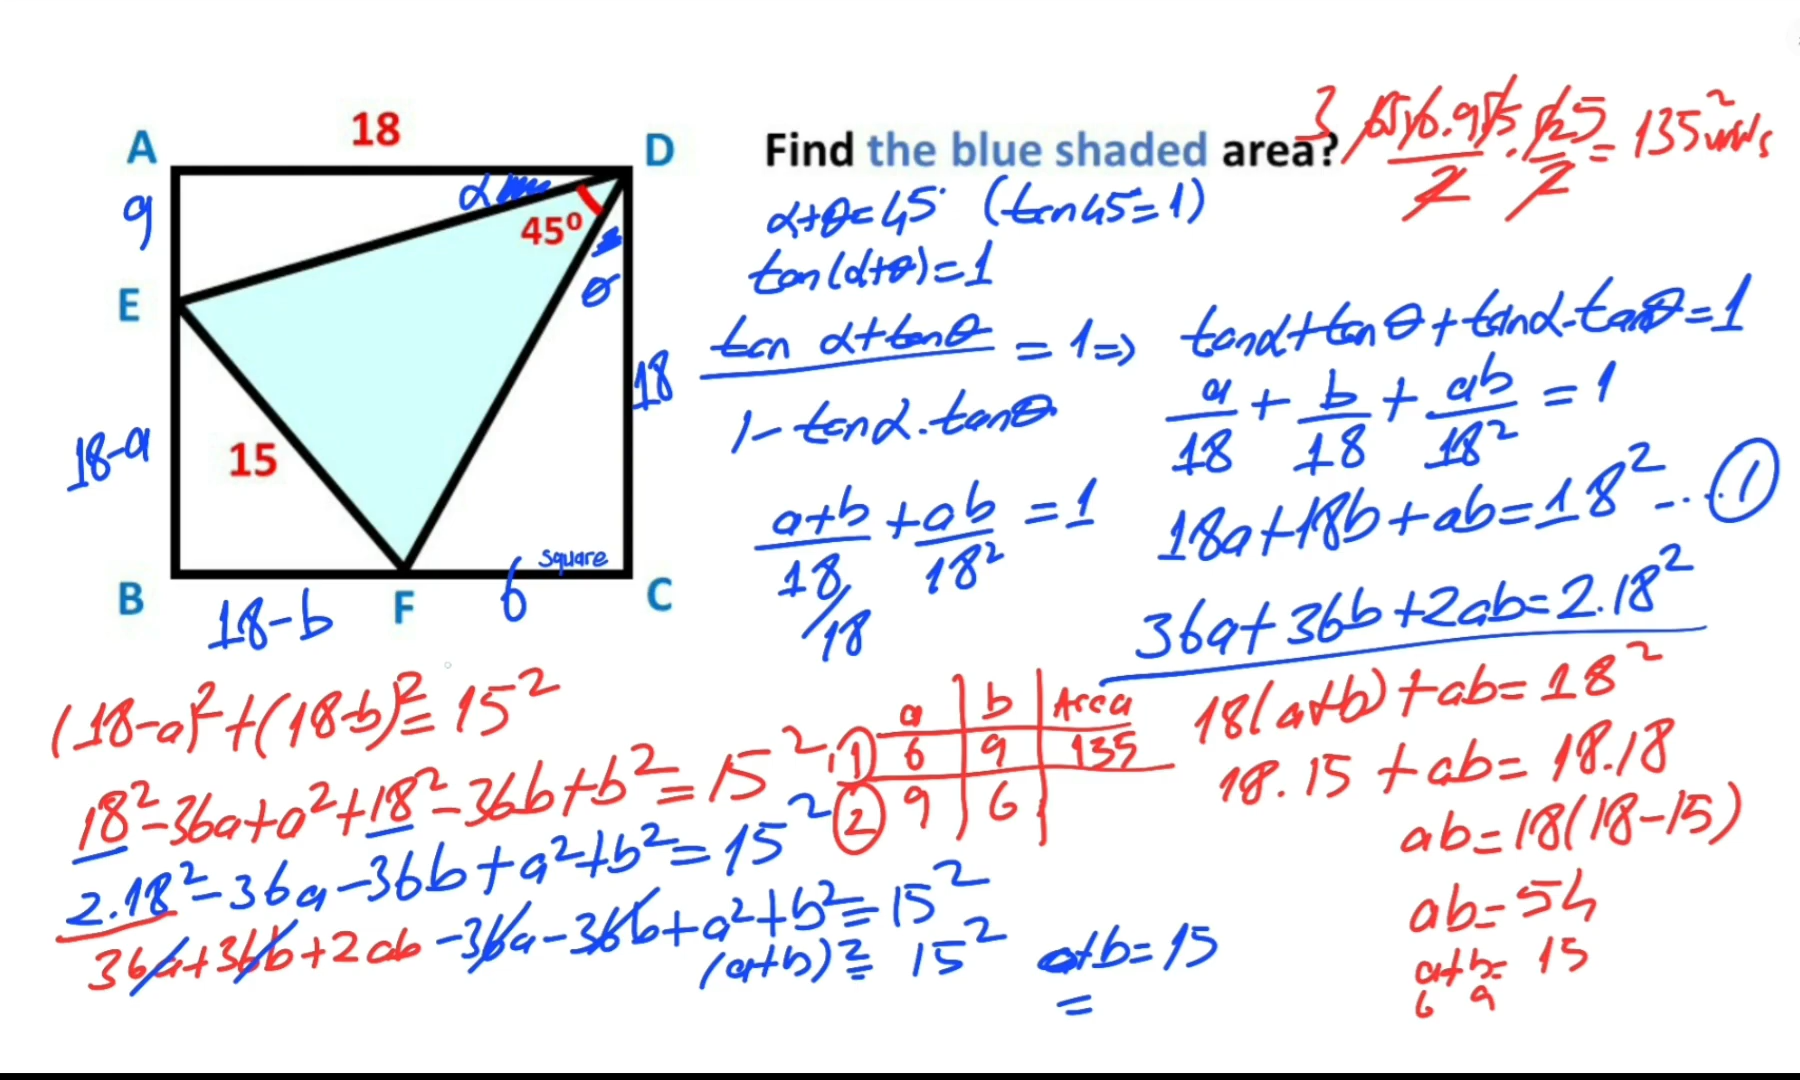 18
A
D
9
α
45⁰
θ
E
18
18-a
15
square
B
F
C
18-b
6
Find the blue shaded area?
3
= 135 units²
α+θ=45° (tan45=1)
tan(α+θ)=1
tan α+tanθ / 1-tanα.tanθ = 1 ⇒ tanα+tanθ+tanα.tanθ=1
a/18 + b/18 + ab/18² = 1
a+b/18 + ab/18² = 1
/18
18a+18b+ab=18² ...①
36a+36b+2ab=2.18²
(18-a)²+(18-b)²=15²
18²-36a+a²+18²-36b+b²=15²
2.18²-36a-36b+a²+b²=15²
36a+36b+2ab-36a-36b+a²+b²=15²
(a+b)²=15² a+b=15
=
a b Area
① 6 9 135
② 9 6
18(a+b)+ab=18²
18.15+ab=18.18
ab=18(18-15)
ab=54
a+b=15
6 9